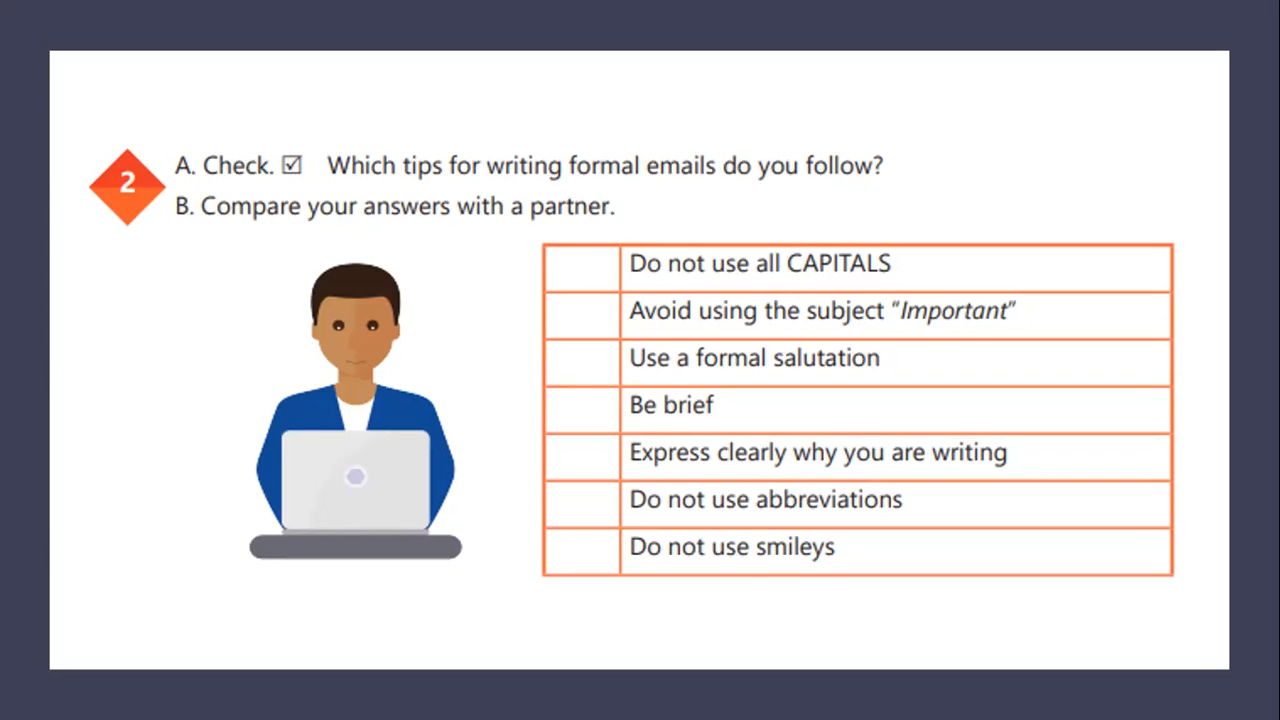 2
A. Check. ☑ Which tips for writing formal emails do you follow?
B. Compare your answers with a partner.
Do not use all CAPITALS
Avoid using the subject "Important"
Use a formal salutation
Be brief
Express clearly why you are writing
Do not use abbreviations
Do not use smileys